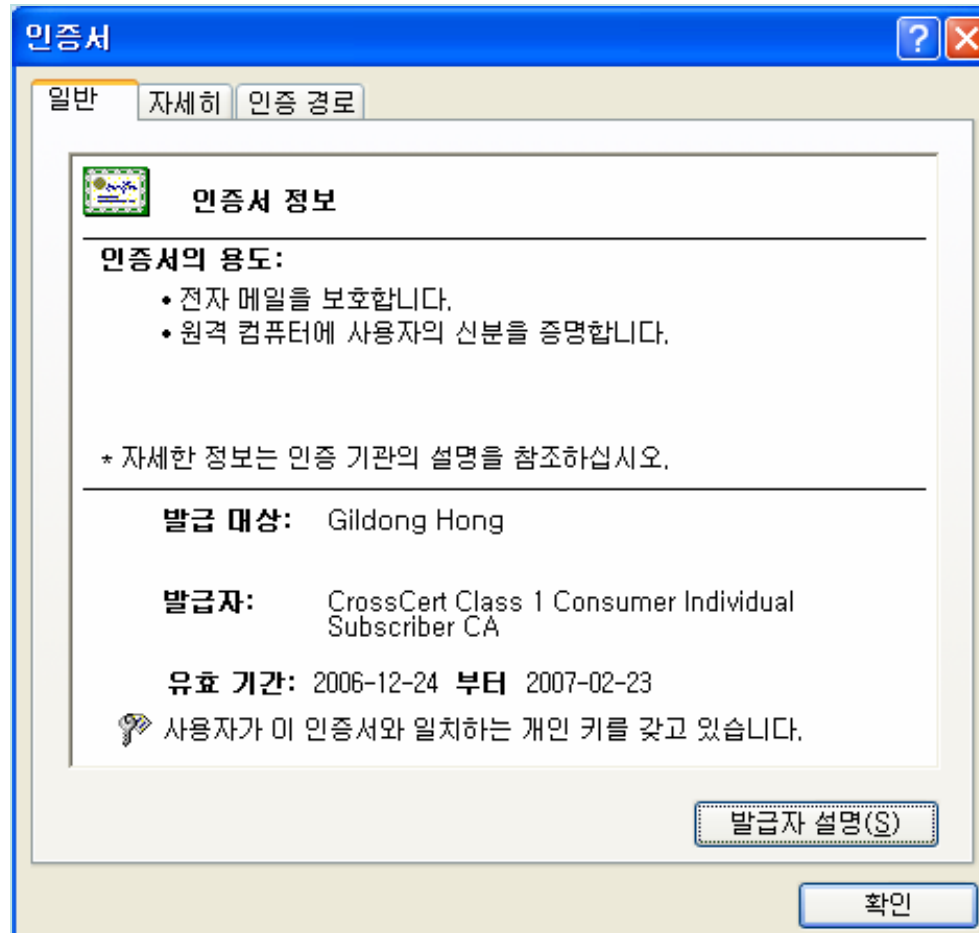 인증서
일반 자세히 인증 경로
인증서 정보
인증서의 용도:
• 전자 메일을 보호합니다.
• 원격 컴퓨터에 사용자의 신분을 증명합니다.
* 자세한 정보는 인증 기관의 설명을 참조하십시오.
발급 대상: Gildong Hong
발급자: CrossCert Class 1 Consumer Individual
Subscriber CA
유효 기간: 2006-12-24 부터 2007-02-23
사용자가 이 인증서와 일치하는 개인 키를 갖고 있습니다.
발급자 설명(S)
확인